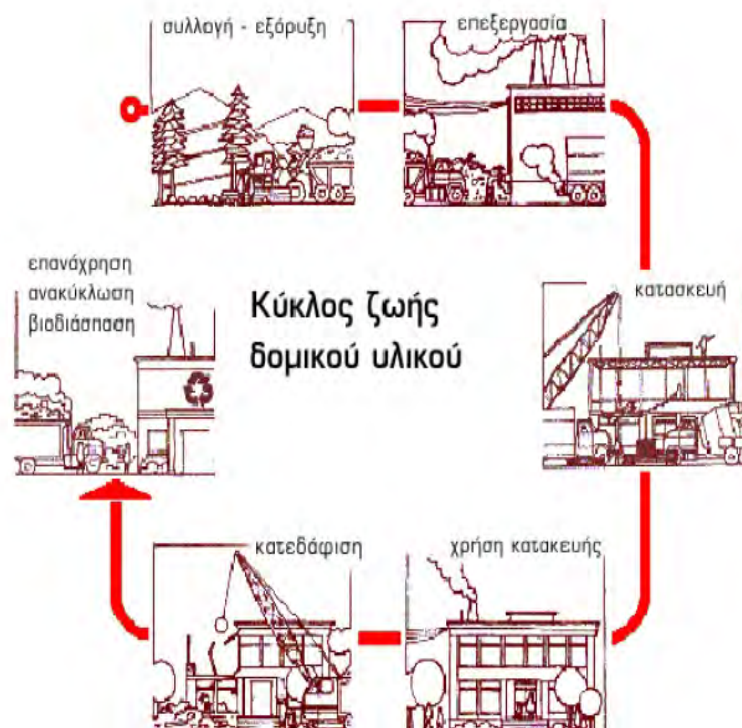 συλλογή - εξόρυξη
επεξεργασία
επανάχρηση
ανακύκλωση
βιοδιάσπαση
Κύκλος ζωής
δομικού υλικού
κατασκευή
κατεδάφιση
χρήση κατακευής